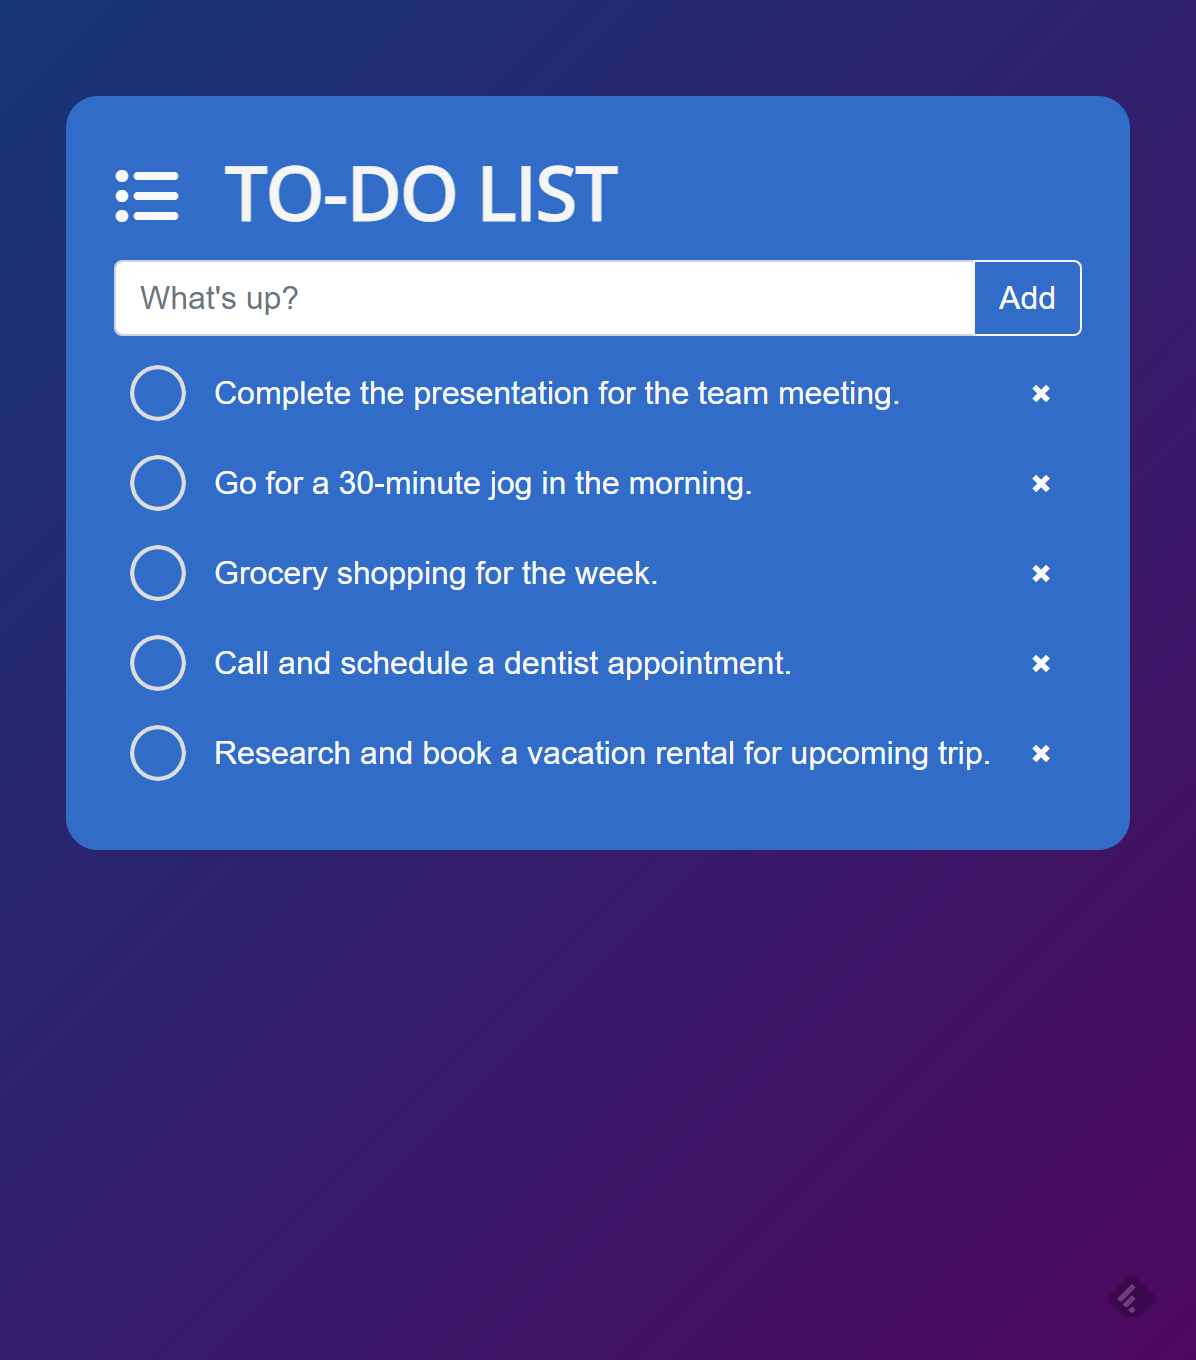 TO-DO LIST
What's up?
Add
Complete the presentation for the team meeting. ✖
Go for a 30-minute jog in the morning. ✖
Grocery shopping for the week. ✖
Call and schedule a dentist appointment. ✖
Research and book a vacation rental for upcoming trip. ✖